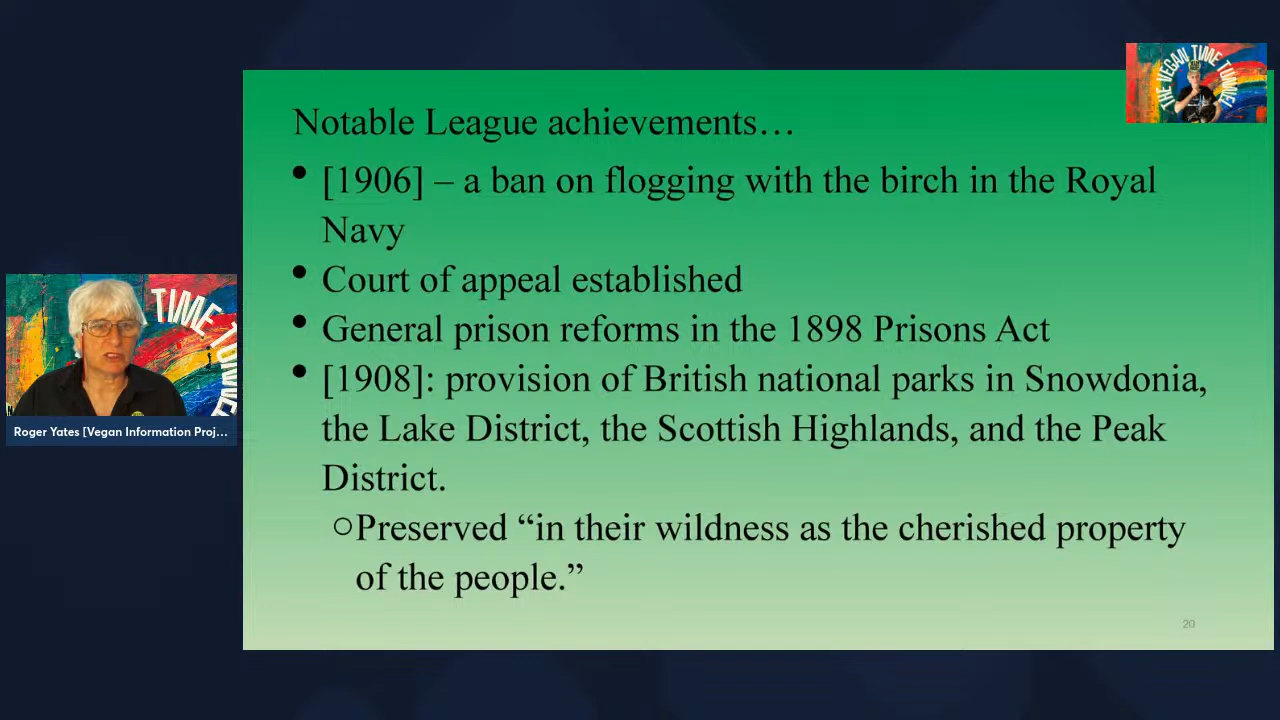 THE VEGAN TIME TUNNEL
Notable League achievements…
• [1906] – a ban on flogging with the birch in the Royal
Navy
• Court of appeal established
• General prison reforms in the 1898 Prisons Act
• [1908]: provision of British national parks in Snowdonia,
the Lake District, the Scottish Highlands, and the Peak
District.
○Preserved “in their wildness as the cherished property
of the people.”
20
TIME TUNNEL
Roger Yates [Vegan Information Proj...